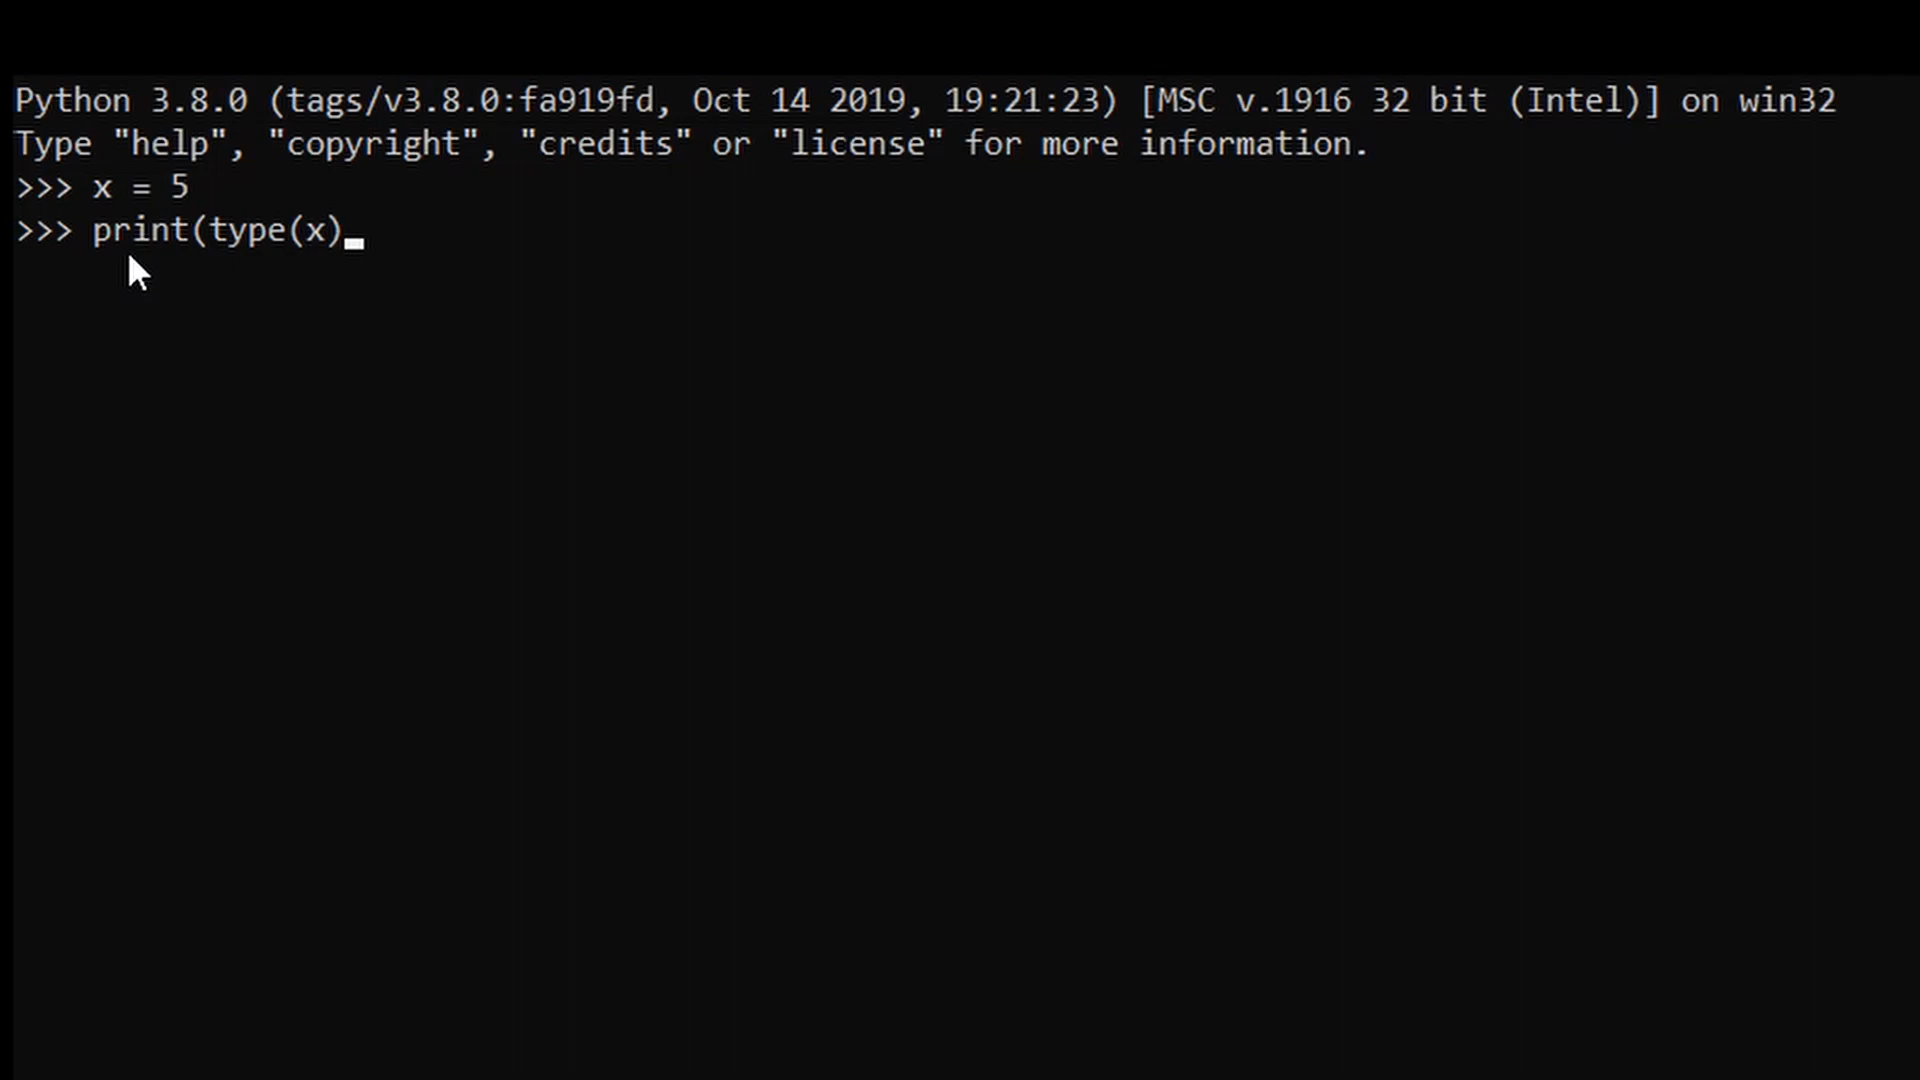 Python 3.8.0 (tags/v3.8.0:fa919fd, Oct 14 2019, 19:21:23) [MSC v.1916 32 bit (Intel)] on win32
Type "help", "copyright", "credits" or "license" for more information.
>>> x = 5
>>> print(type(x)